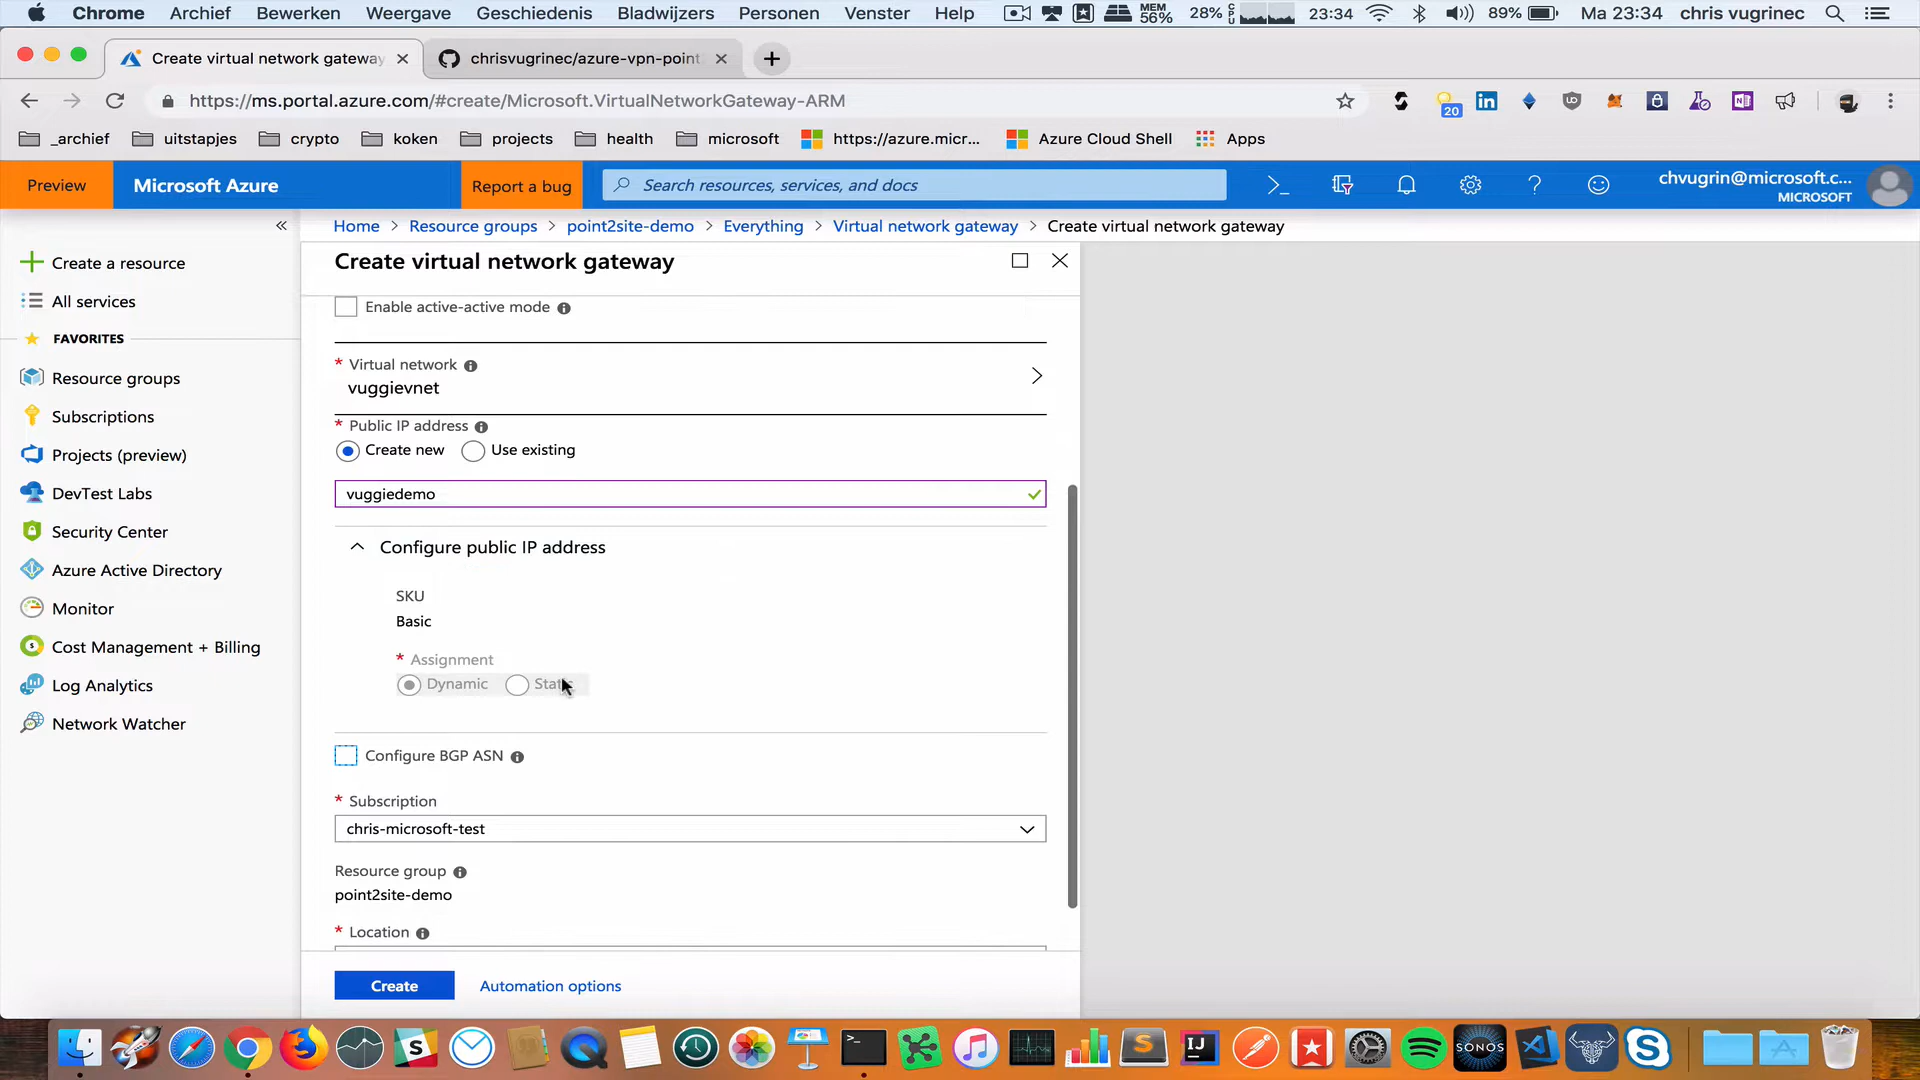 Chrome Archief Bewerken Weergave Geschiedenis Bladwijzers Personen Venster Help MEM 56% 28% CPU 23:34 89% Ma 23:34 chris vugrinec
Create virtual network gateway
chrisvugrinec/azure-vpn-point
https://ms.portal.azure.com/#create/Microsoft.VirtualNetworkGateway-ARM
20
_archief uitstapjes crypto koken projects health microsoft https://azure.micr... Azure Cloud Shell Apps
Preview Microsoft Azure Report a bug Search resources, services, and docs chvugrin@microsoft.c...
MICROSOFT
Home > Resource groups > point2site-demo > Everything > Virtual network gateway > Create virtual network gateway
Create a resource
All services
FAVORITES
Resource groups
Subscriptions
Projects (preview)
DevTest Labs
Security Center
Azure Active Directory
Monitor
Cost Management + Billing
Log Analytics
Network Watcher
Create virtual network gateway
Enable active-active mode
* Virtual network
vuggievnet
* Public IP address
Create new Use existing
vuggiedemo
Configure public IP address
SKU
Basic
* Assignment
Dynamic
Configure BGP ASN
* Subscription
chris-microsoft-test
Resource group
point2site-demo
* Location
Create Automation options
SONOS